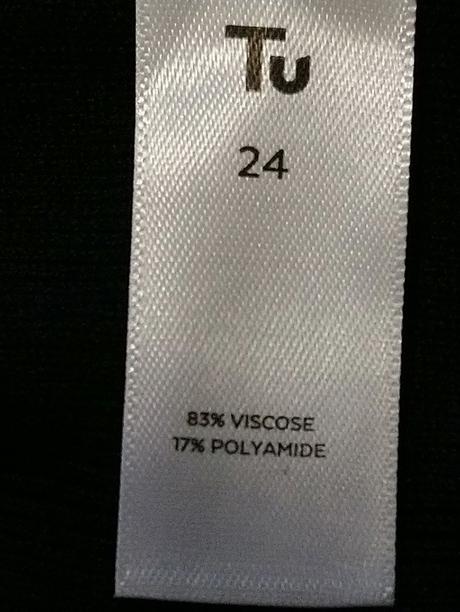 Tu
24
83% VISCOSE
17% POLYAMIDE